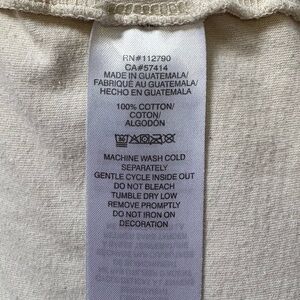 RN#112790
CA#57414
MADE IN GUATEMALA/
FABRIQUÉ AU GUATEMALA/
HECHO EN GUATEMALA
100% COTTON/
COTON/
ALGODÓN
MACHINE WASH COLD
SEPARATELY
GENTLE CYCLE INSIDE OUT
DO NOT BLEACH
TUMBLE DRY LOW
REMOVE PROMPTLY
DO NOT IRON ON
DECORATION